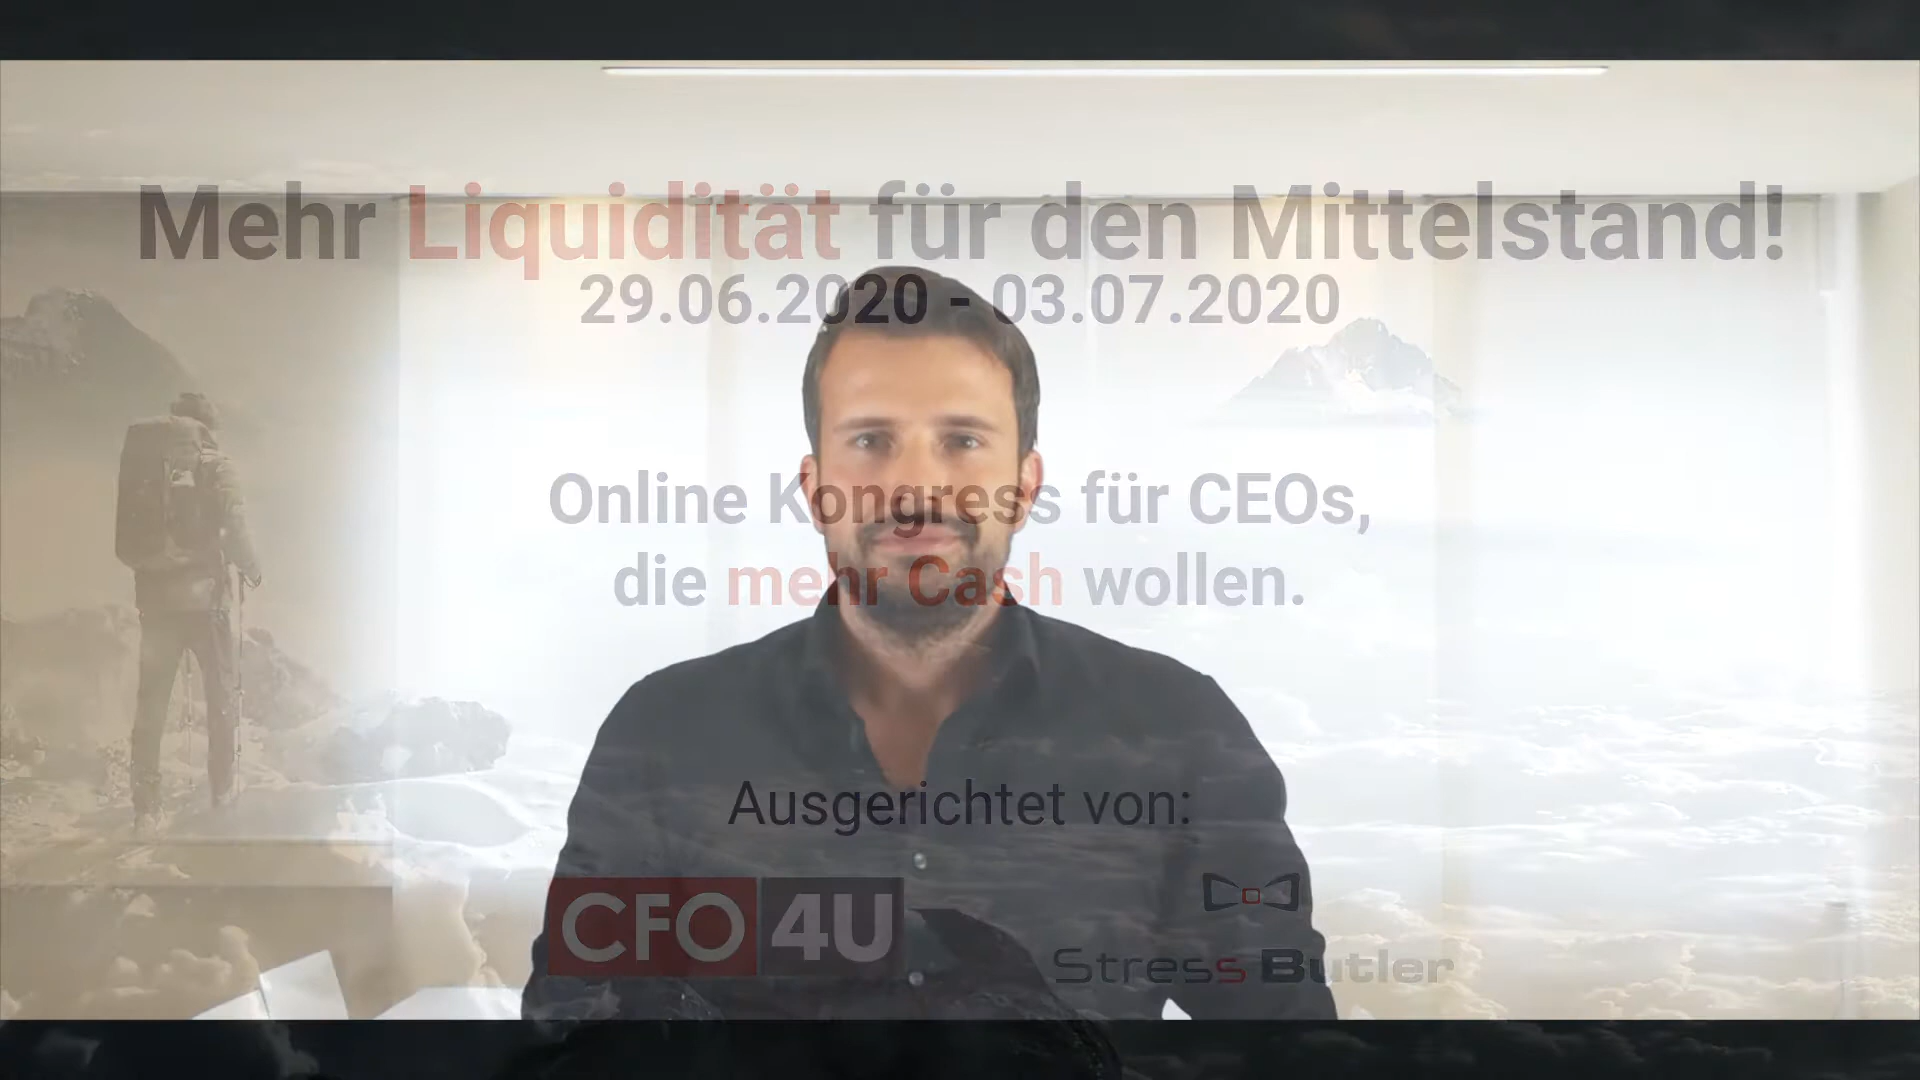 Mehr Liquidität für den Mittelstand!
29.06.2020 - 03.07.2020
Online Kongress für CEOs,
die mehr Cash wollen.
Ausgerichtet von:
CFO 4U
Stress Butler